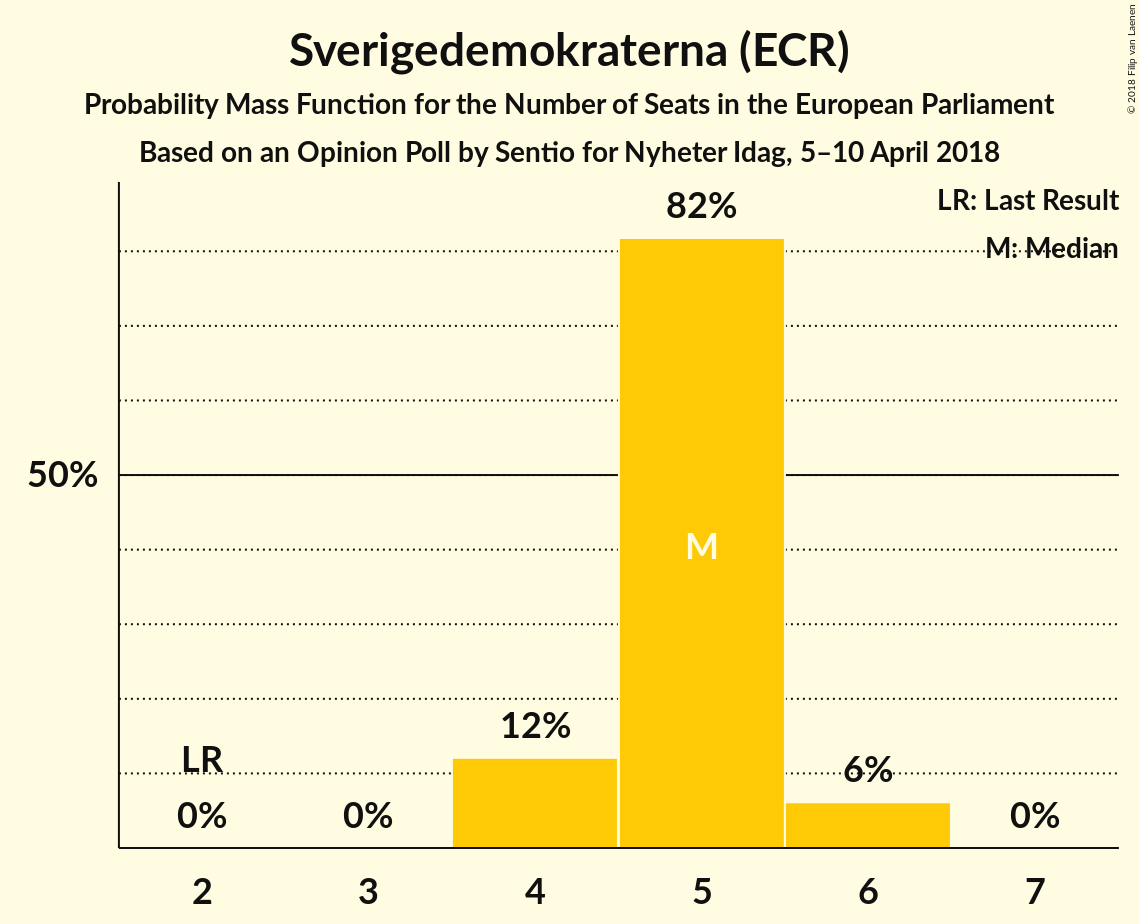 Sverigedemokraterna (ECR)
Probability Mass Function for the Number of Seats in the European Parliament
Based on an Opinion Poll by Sentio for Nyheter Idag, 5–10 April 2018
© 2018 Filip van Laenen
LR: Last Result
M: Median
82%
50%
M
12%
LR
6%
0%
0%
0%
2 3 4 5 6 7